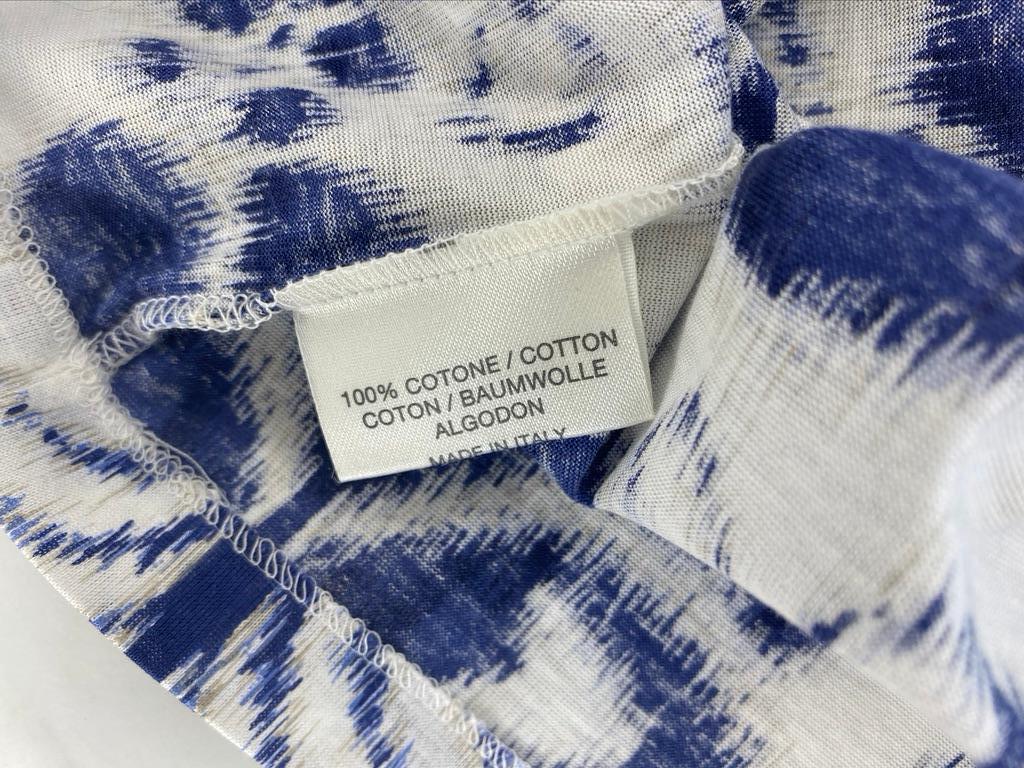 100% COTONE / COTTON
COTON / BAUMWOLLE
ALGODON
MADE IN ITALY